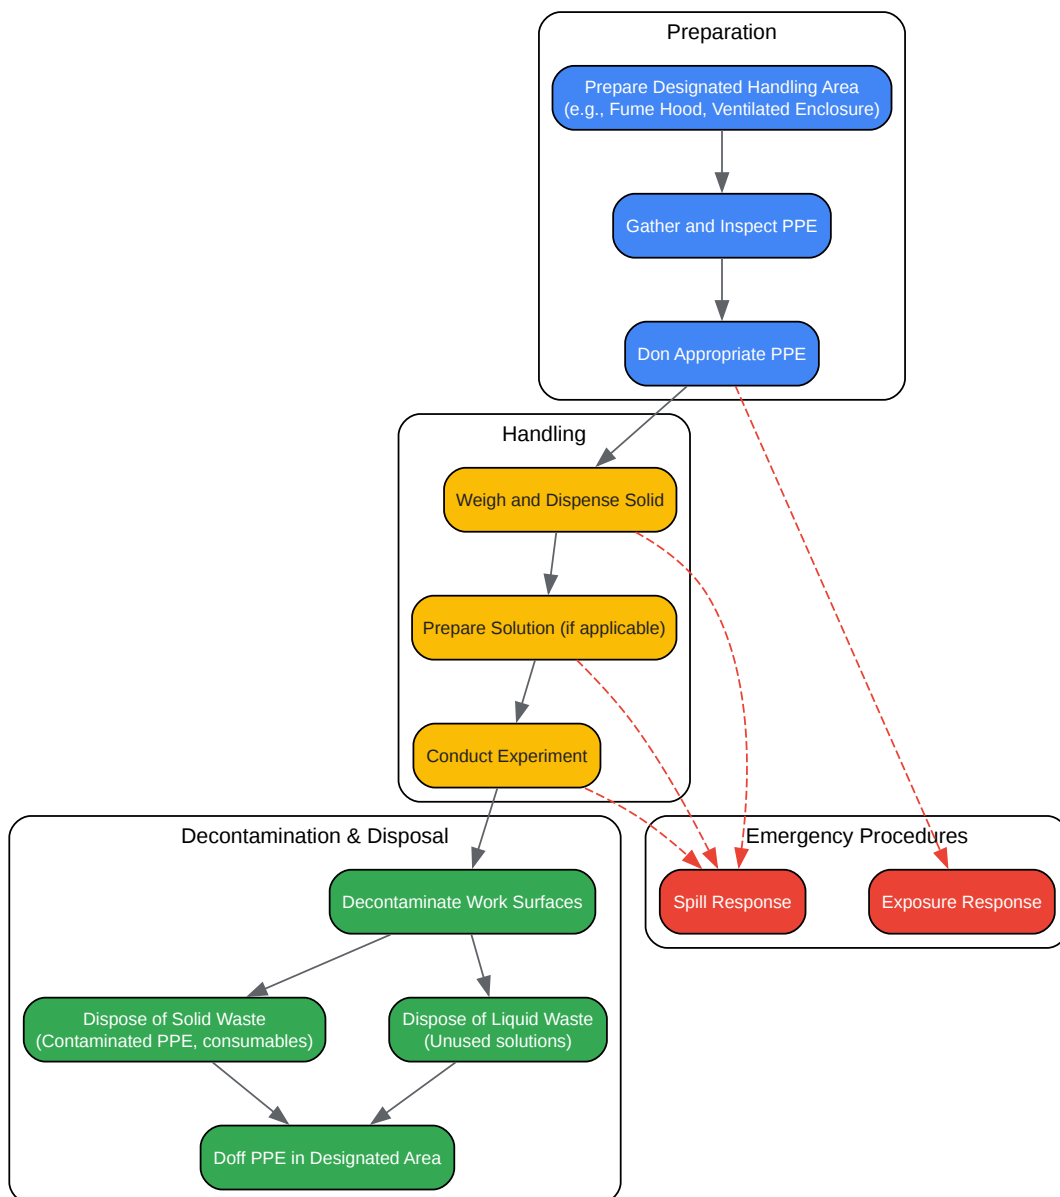 Preparation
Prepare Designated Handling Area
(e.g., Fume Hood, Ventilated Enclosure)
Gather and Inspect PPE
Don Appropriate PPE
Handling
Weigh and Dispense Solid
Prepare Solution (if applicable)
Conduct Experiment
Decontamination & Disposal
Decontaminate Work Surfaces
Dispose of Solid Waste
(Contaminated PPE, consumables)
Dispose of Liquid Waste
(Unused solutions)
Doff PPE in Designated Area
Emergency Procedures
Spill Response
Exposure Response